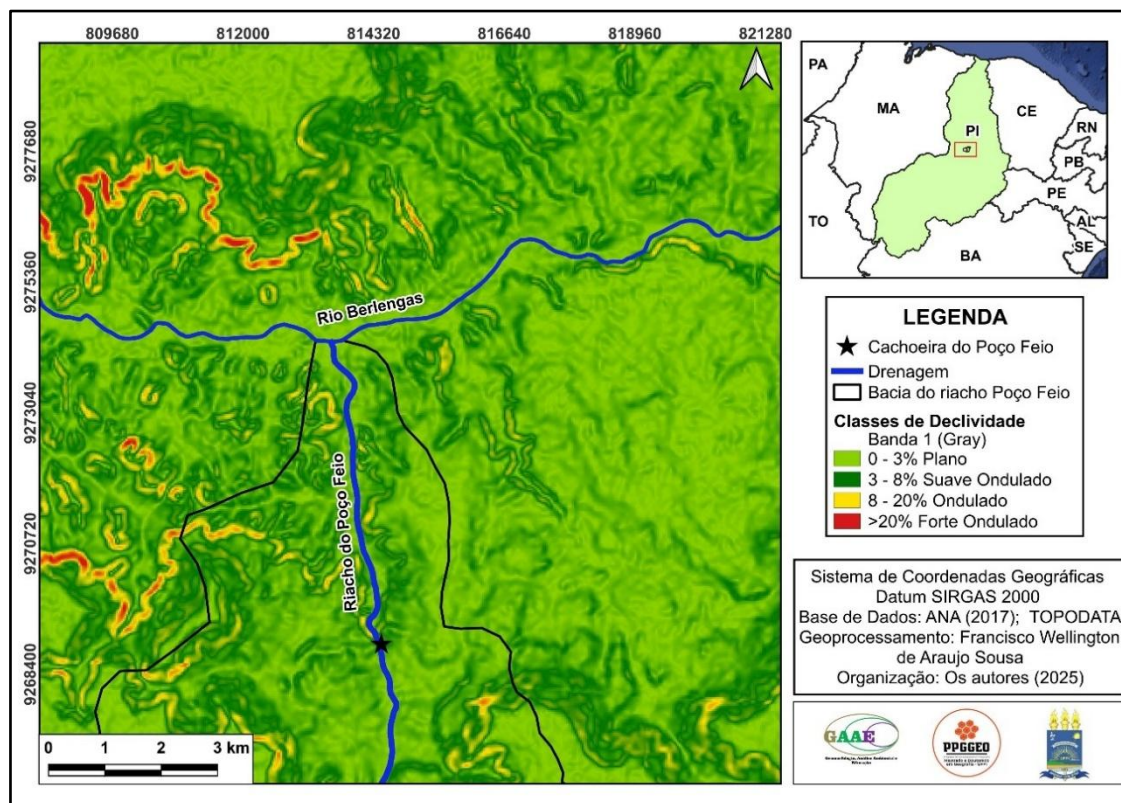 809680 812000 814320 816640 818960 821280
9277680
9275360
9273040
9270720
9268400
Rio Berlengas
Riacho do Poço Feio
0 1 2 3 km
PA
MA
CE
PI
RN
PB
PE
TO
AL
SE
BA
LEGENDA
Cachoeira do Poço Feio
Drenagem
Bacia do riacho Poço Feio
Classes de Declividade
Banda 1 (Gray)
0 - 3% Plano
3 - 8% Suave Ondulado
8 - 20% Ondulado
>20% Forte Ondulado
Sistema de Coordenadas Geográficas
Datum SIRGAS 2000
Base de Dados: ANA (2017); TOPODATA
Geoprocessamento: Francisco Wellington
de Araujo Sousa
Organização: Os autores (2025)
GAAE
PPGGEO